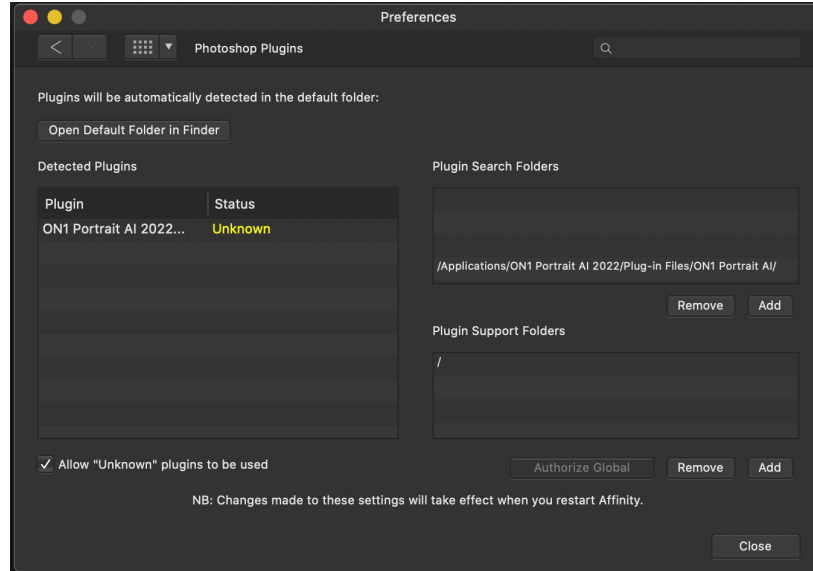 Preferences
Photoshop Plugins
Plugins will be automatically detected in the default folder:
Open Default Folder in Finder
Detected Plugins
Plugin Status
ON1 Portrait AI 2022... Unknown
Plugin Search Folders
/Applications/ON1 Portrait AI 2022/Plug-in Files/ON1 Portrait AI/
Remove Add
Plugin Support Folders
/
Allow "Unknown" plugins to be used
Authorize Global Remove Add
NB: Changes made to these settings will take effect when you restart Affinity.
Close